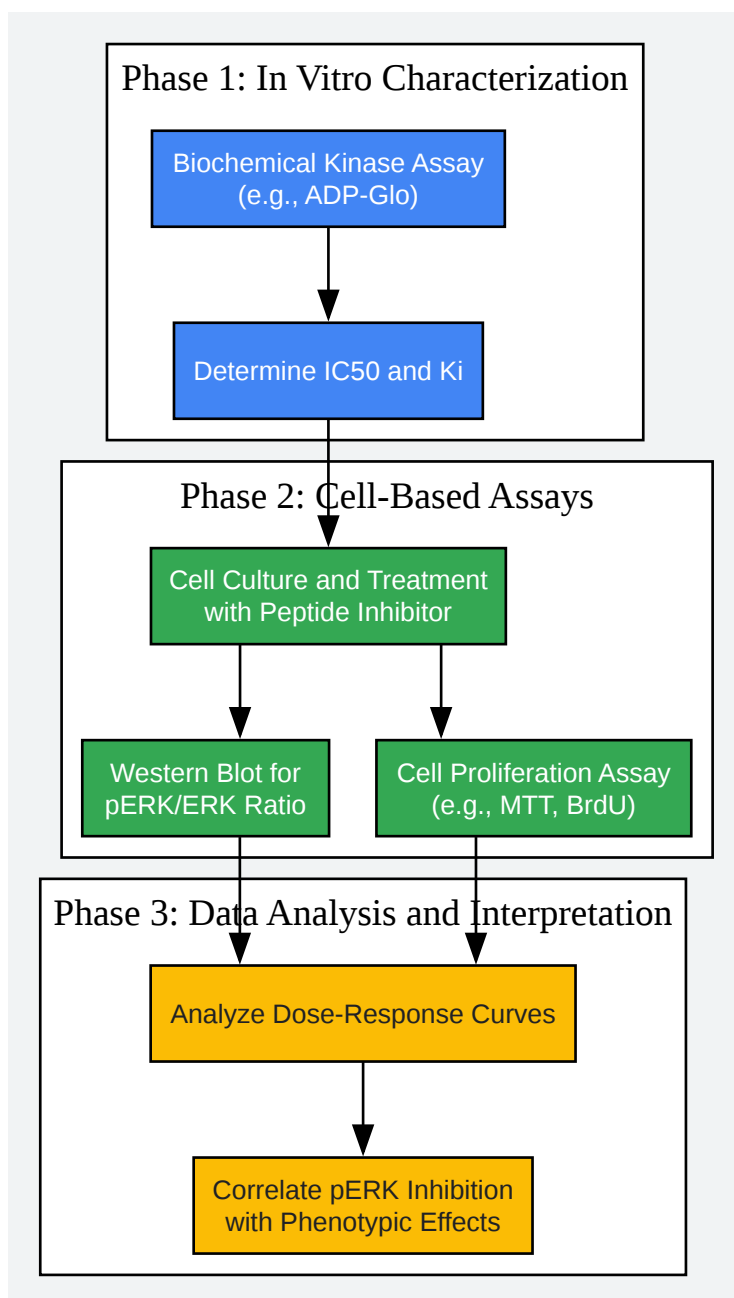 Phase 1: In Vitro Characterization
Biochemical Kinase Assay
(e.g., ADP-Glo)
Determine IC50 and Ki
Phase 2: Cell-Based Assays
Cell Culture and Treatment
with Peptide Inhibitor
Western Blot for
pERK/ERK Ratio
Cell Proliferation Assay
(e.g., MTT, BrdU)
Phase 3: Data Analysis and Interpretation
Analyze Dose-Response Curves
Correlate pERK Inhibition
with Phenotypic Effects